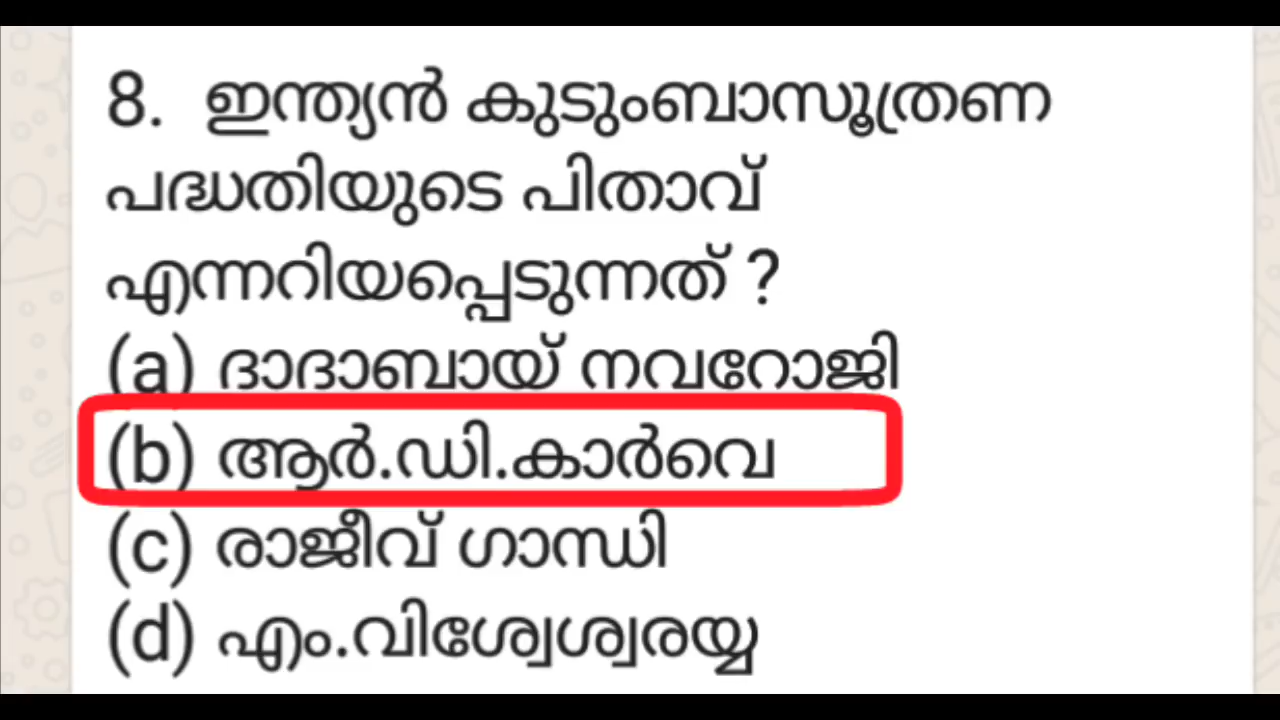 8. ഇന്ത്യൻ കുടുംബാസൂത്രണ
പദ്ധതിയുടെ പിതാവ്
എന്നറിയപ്പെടുന്നത് ?
(a) ദാദാബായ് നവറോജി
(b) ആർ.ഡി.കാർവെ
(c) രാജീവ് ഗാന്ധി
(d) എം.വിശ്വേശ്വരയ്യ